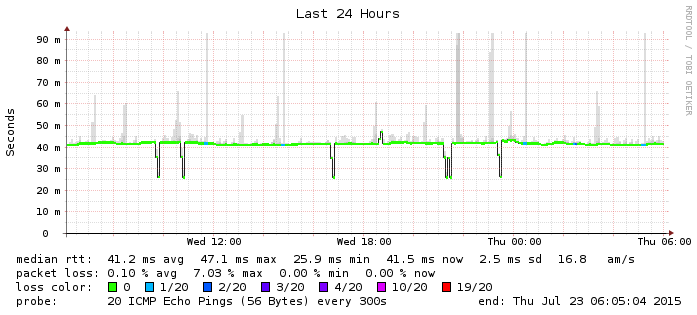 Last 24 Hours
RRDTOOL / TOBI OETIKER
Seconds
90 m
80 m
70 m
60 m
50 m
40 m
30 m
20 m
10 m
0
Wed 12:00 Wed 18:00 Thu 00:00 Thu 06:00
median rtt: 41.2 ms avg 47.1 ms max 25.9 ms min 41.5 ms now 2.5 ms sd 16.8 am/s
packet loss: 0.10 % avg 7.03 % max 0.00 % min 0.00 % now
loss color: 0 1/20 2/20 3/20 4/20 10/20 19/20
probe: 20 ICMP Echo Pings (56 Bytes) every 300s end: Thu Jul 23 06:05:04 2015